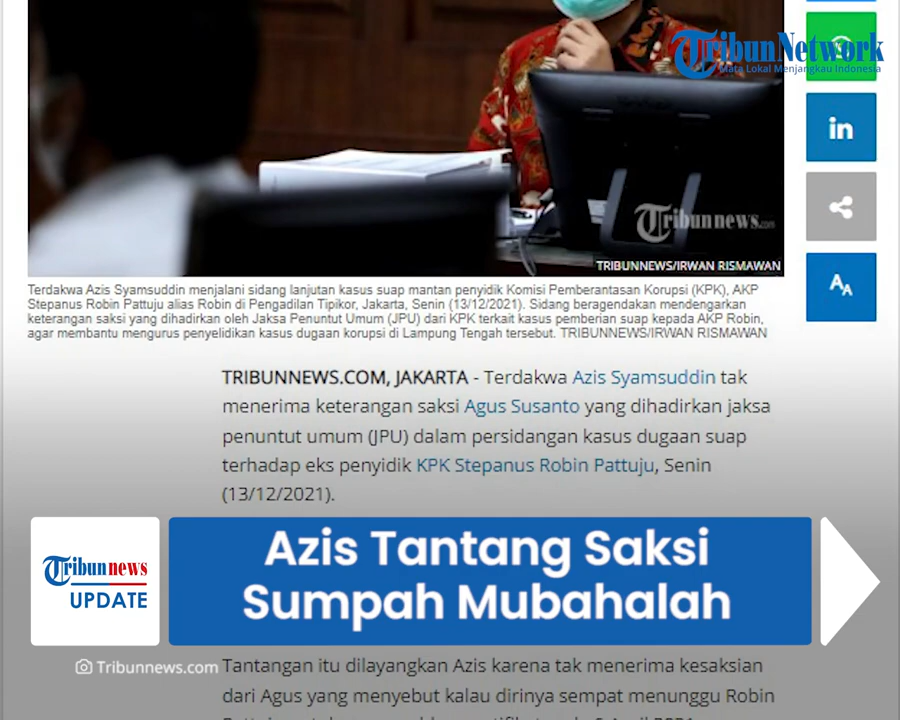 TribunNetwork
Mata Lokal Menjangkau Indonesia
in
Tribunnews.com
TRIBUNNEWS/IRWAN RISMAWAN
AA
Terdakwa Azis Syamsuddin menjalani sidang lanjutan kasus suap mantan penyidik Komisi Pemberantasan Korupsi (KPK), AKP
Stepanus Robin Pattuju alias Robin di Pengadilan Tipikor, Jakarta, Senin (13/12/2021). Sidang beragendakan mendengarkan
keterangan saksi yang dihadirkan oleh Jaksa Penuntut Umum (JPU) dari KPK terkait kasus pemberian suap kepada AKP Robin,
agar membantu mengurus penyelidikan kasus dugaan korupsi di Lampung Tengah tersebut. TRIBUNNEWS/IRWAN RISMAWAN
TRIBUNNEWS.COM, JAKARTA - Terdakwa Azis Syamsuddin tak
menerima keterangan saksi Agus Susanto yang dihadirkan jaksa
penuntut umum (JPU) dalam persidangan kasus dugaan suap
terhadap eks penyidik KPK Stepanus Robin Pattuju, Senin
(13/12/2021).
Tribunnews
UPDATE
Azis Tantang Saksi
Sumpah Mubahalah
Tribunnews.com
Tantangan itu dilayangkan Azis karena tak menerima kesaksian
dari Agus yang menyebut kalau dirinya sempat menunggu Robin